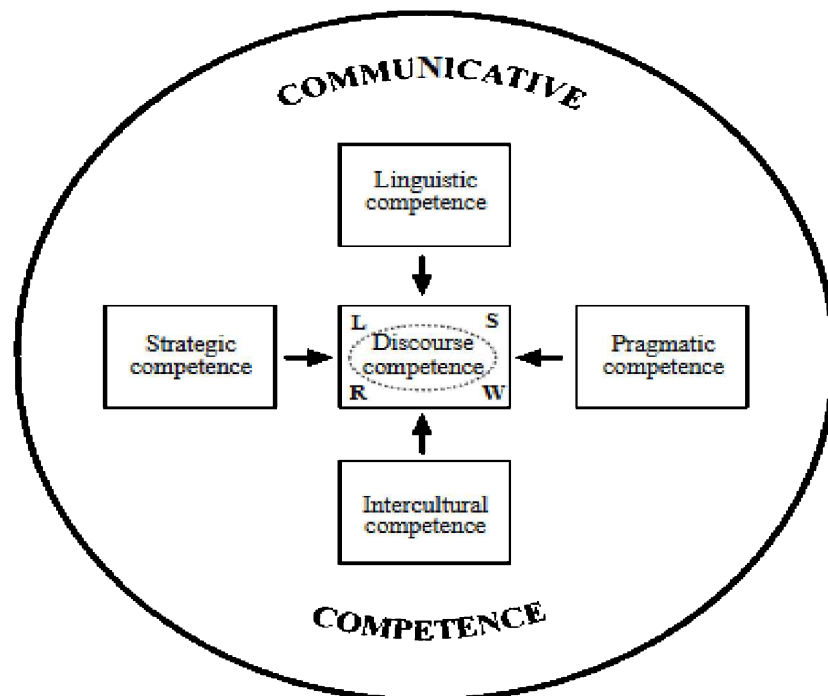 COMMUNICATIVE
Linguistic
competence
Strategic
competence
L S
Discourse
competence
R W
Pragmatic
competence
Intercultural
competence
COMPETENCE